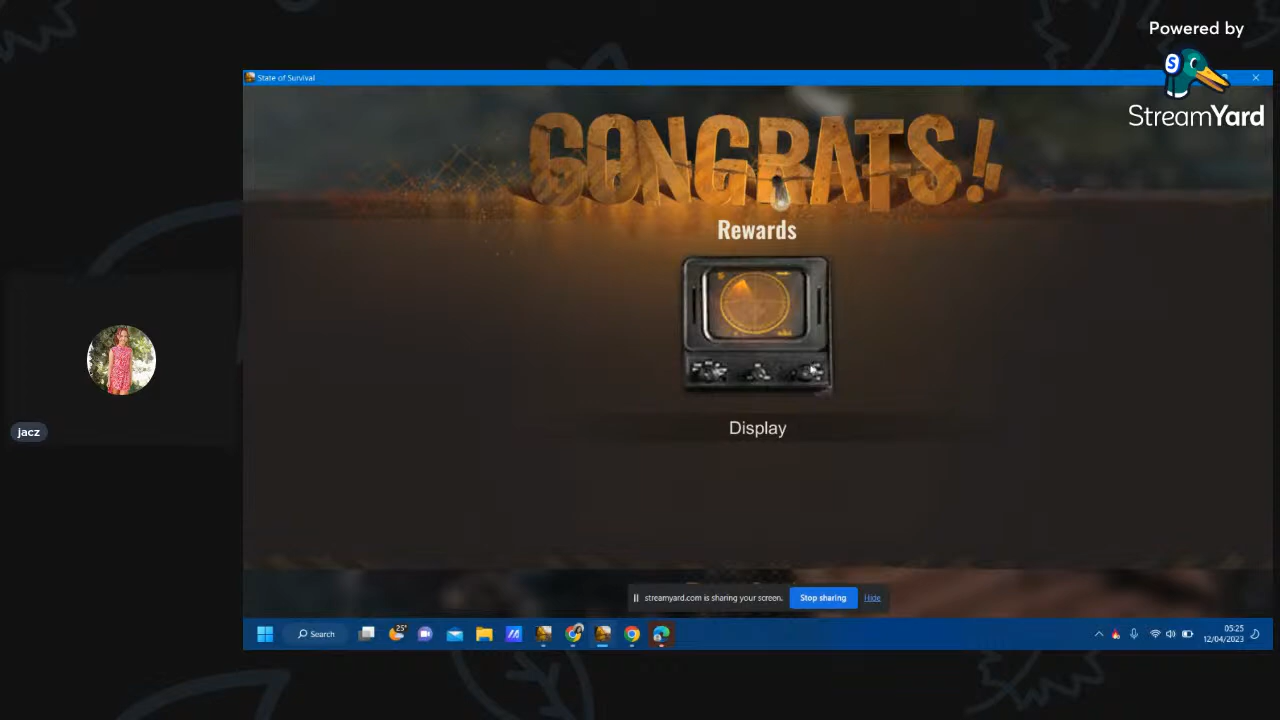 Powered by
StreamYard
State of Survival
CONGRATS!
Rewards
Display
jacz
streamyard.com is sharing your screen.
Stop sharing
Hide
Search
25°
05:25
12/04/2023